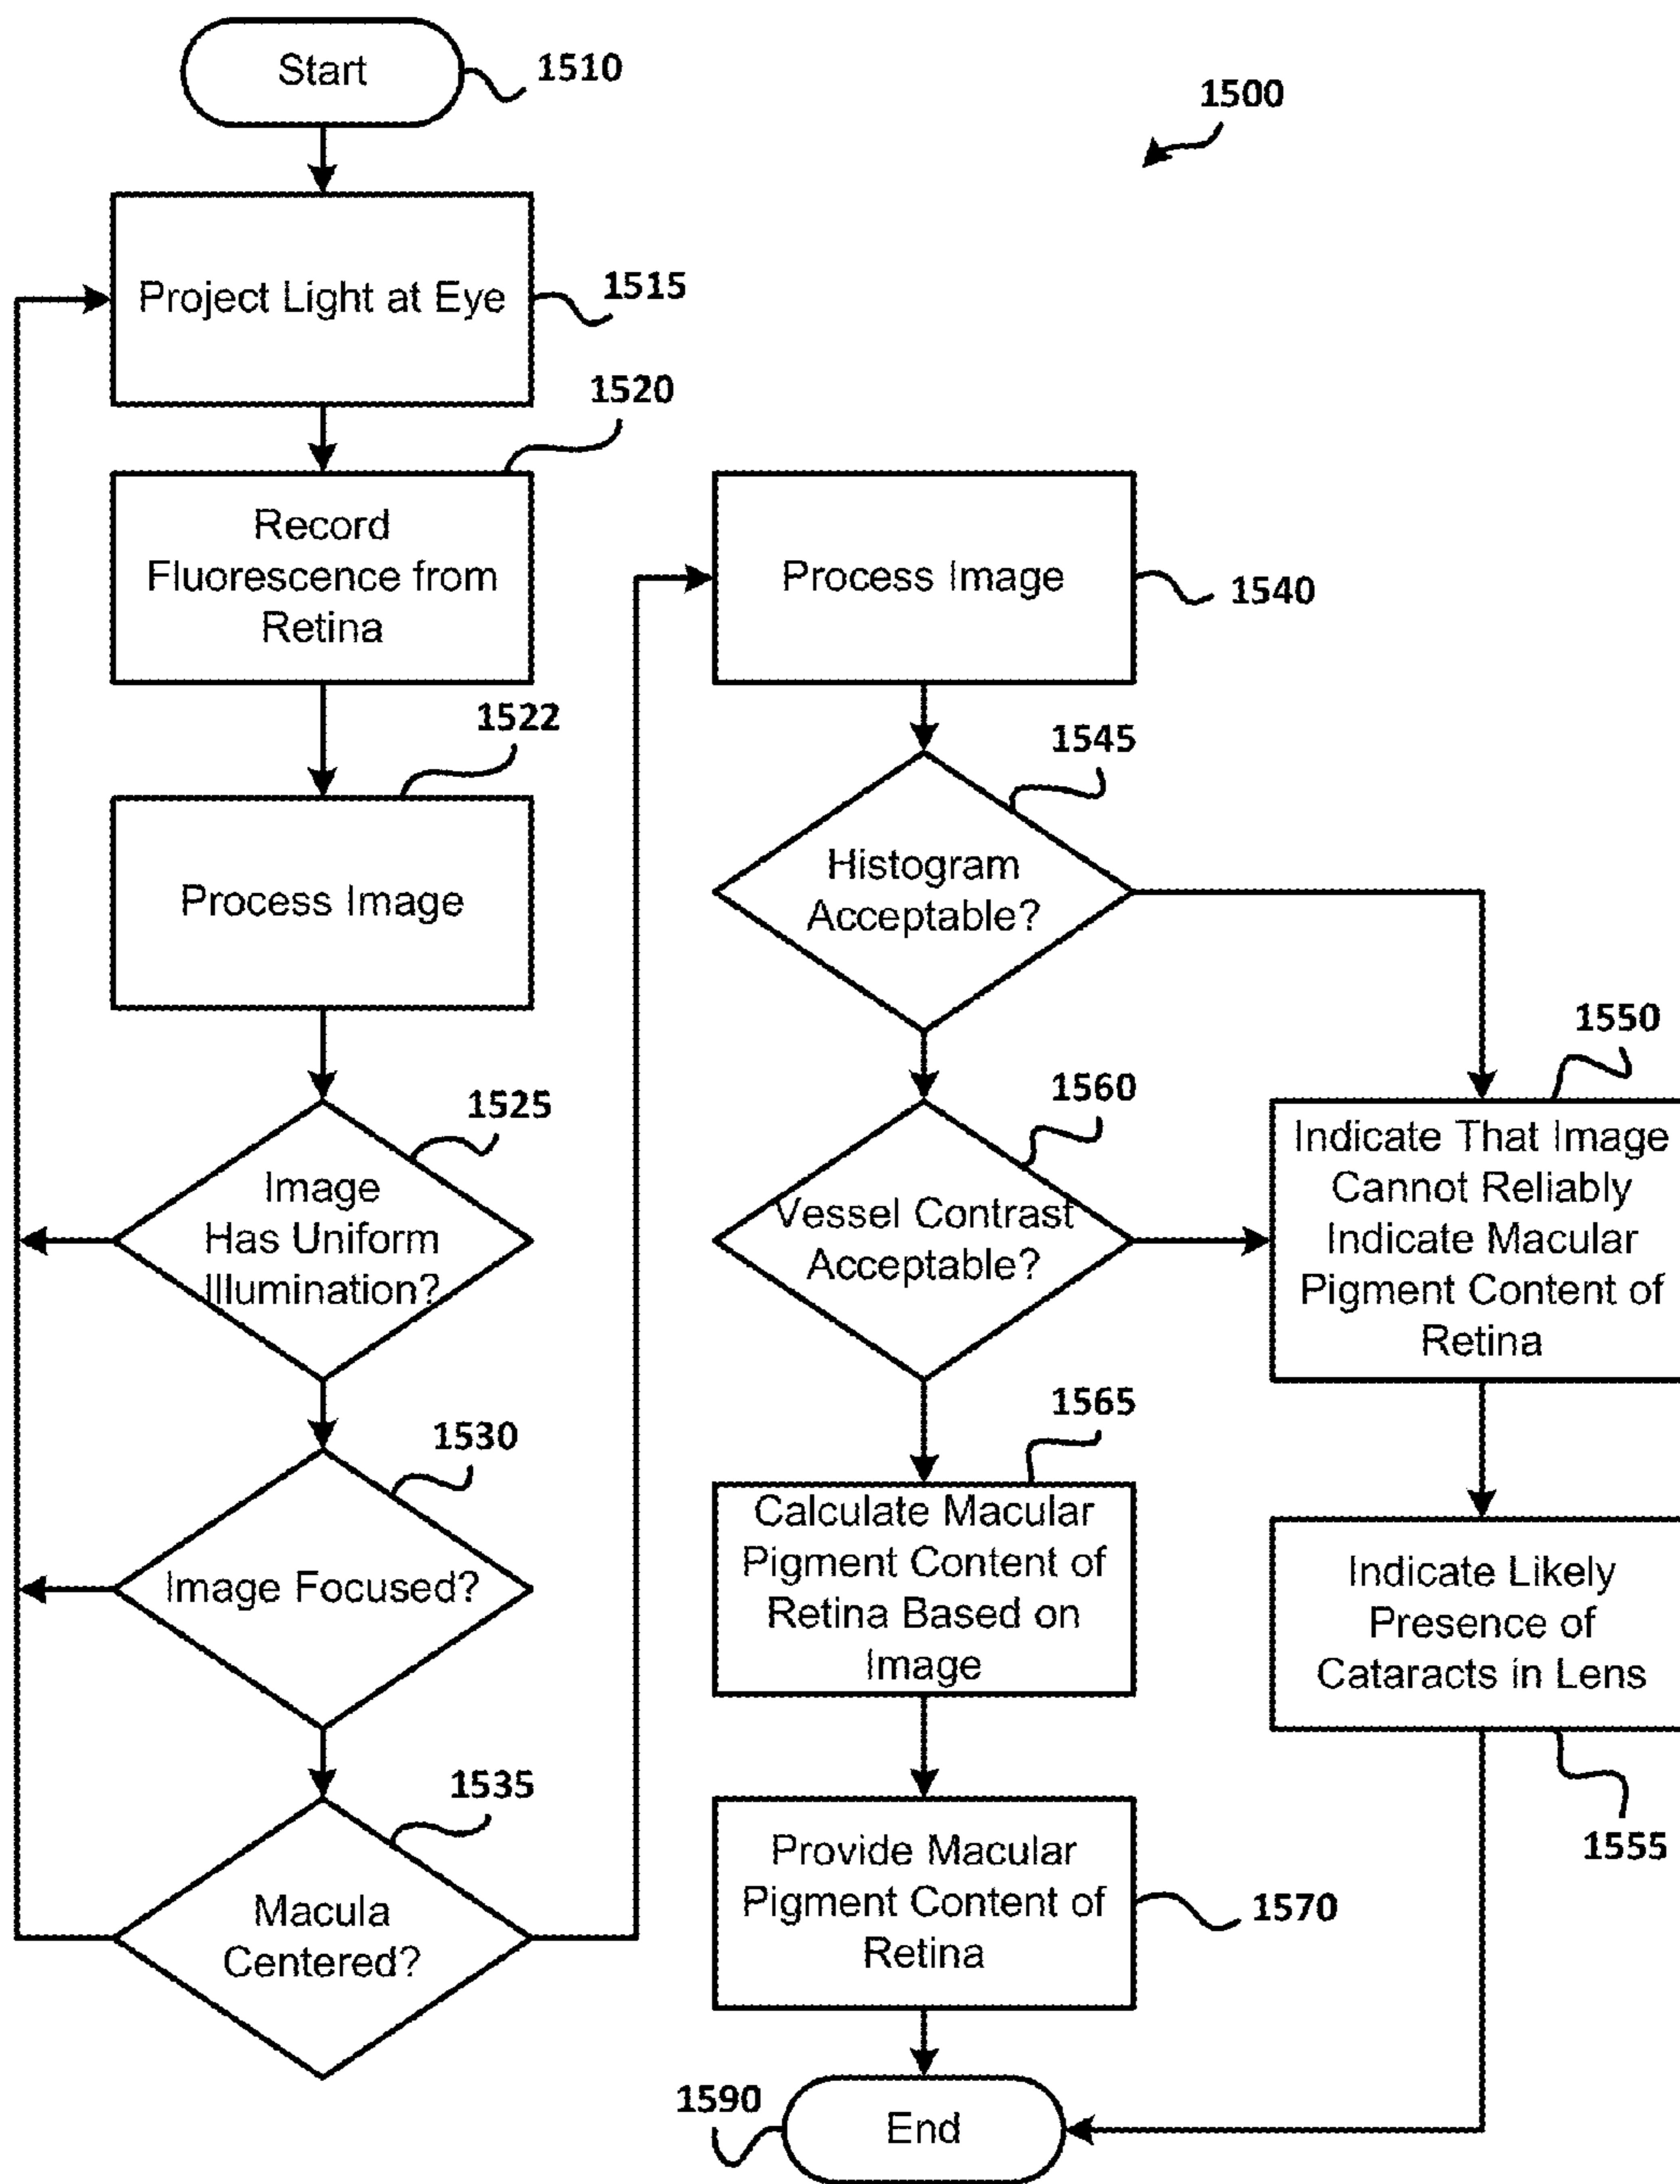 Start
1510
1500
Project Light at Eye
1515
1520
Record
Fluorescence from
Retina
1522
Process Image
1525
Image
Has Uniform
Illumination?
1530
Image Focused?
1535
Macula
Centered?
Process Image
1540
1545
Histogram
Acceptable?
1560
Vessel Contrast
Acceptable?
1550
Indicate That Image
Cannot Reliably
Indicate Macular
Pigment Content of
Retina
1565
Calculate Macular
Pigment Content of
Retina Based on
Image
Indicate Likely
Presence of
Cataracts in Lens
1555
Provide Macular
Pigment Content of
Retina
1570
1590
End